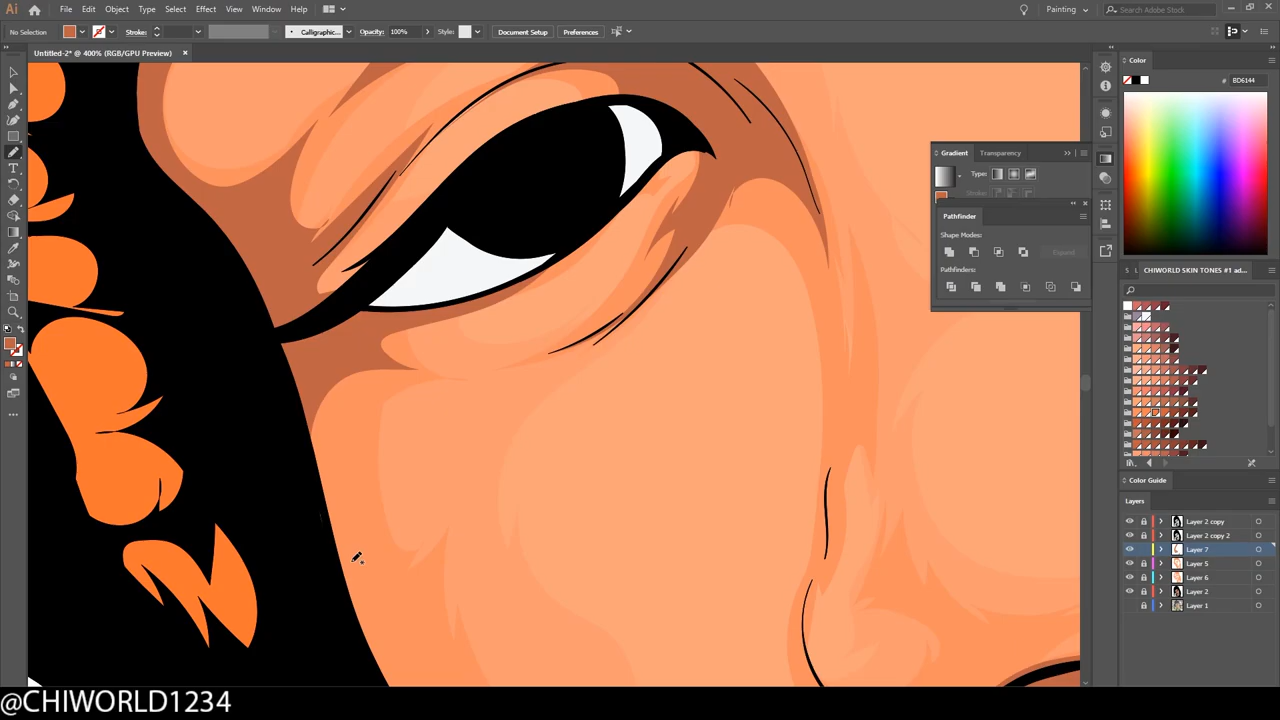 Ai File Edit Object Type Select Effect View Window Help Painting Search Adobe Stock
No Selection Stroke: Calligraphic... Opacity: 100% Style: Document Setup Preferences
Untitled-2* @ 400% (RGB/GPU Preview)
Color
# BD6144
Gradient Transparency
Type:
Stroke:
Pathfinder
Shape Modes:
Expand
Pathfinders:
S L CHIWORLD SKIN TONES #1 ad...
Color Guide
Layers
Layer 2 copy
Layer 2 copy 2
Layer 7
Layer 5
Layer 6
Layer 2
Layer 1
@CHIWORLD1234